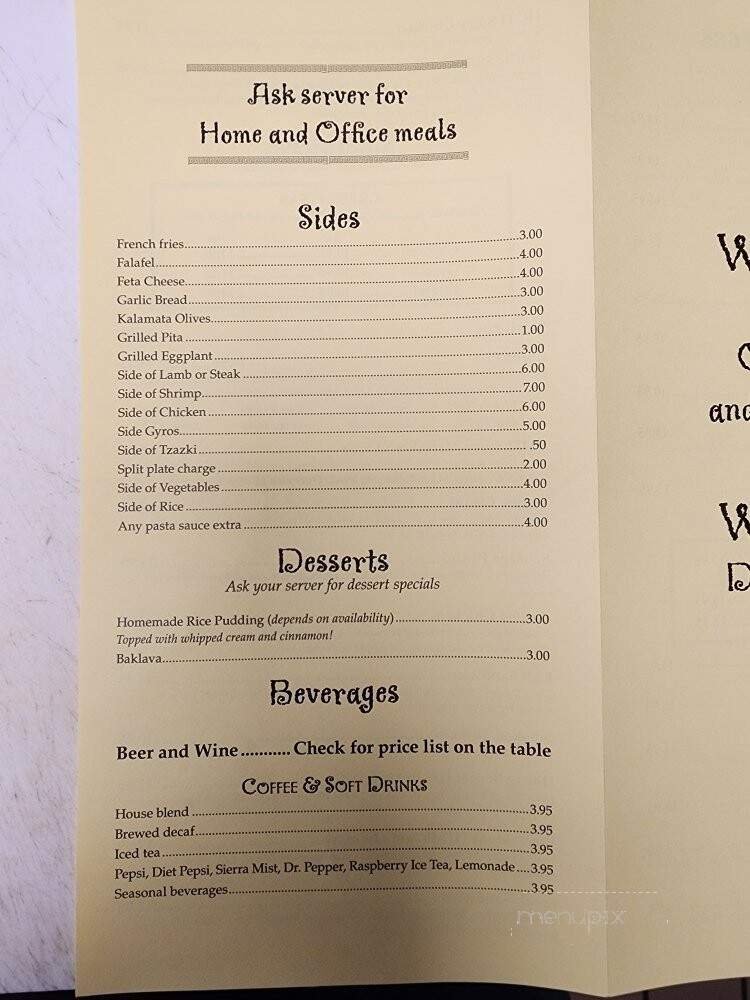 Ask server for
Home and Office meals
Sides
French fries 3.00
Falafel 4.00
Feta Cheese 4.00
Garlic Bread 3.00
Kalamata Olives 3.00
Grilled Pita 1.00
Grilled Eggplant 3.00
Side of Lamb or Steak 6.00
Side of Shrimp 7.00
Side of Chicken 6.00
Side Gyros 5.00
Side of Tzazki .50
Split plate charge 2.00
Side of Vegetables 4.00
Side of Rice 3.00
Any pasta sauce extra 4.00
Desserts
Ask your server for dessert specials
Homemade Rice Pudding (depends on availability) 3.00
Topped with whipped cream and cinnamon!
Baklava 3.00
Beverages
Beer and Wine........... Check for price list on the table
Coffee & Soft Drinks
House blend 3.95
Brewed decaf 3.95
Iced tea 3.95
Pepsi, Diet Pepsi, Sierra Mist, Dr. Pepper, Raspberry Ice Tea, Lemonade....3.95
Seasonal beverages 3.95
menupix
and